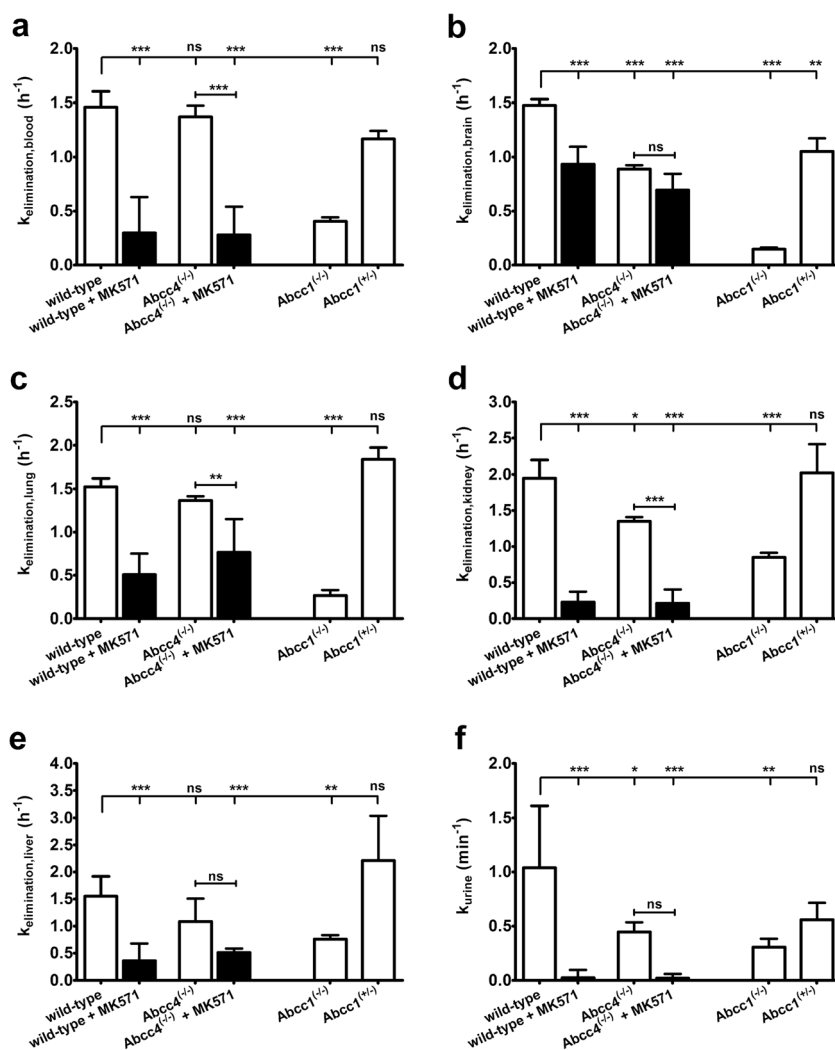 a
2.0
1.5
1.0
0.5
0.0
k_elimination,blood (h⁻¹)
*** ns *** *** ns
***
wild-type
wild-type + MK571
Abcc4(-/-)
Abcc4(-/-) + MK571
Abcc1(-/-)
Abcc1(+/-)
b
2.0
1.5
1.0
0.5
0.0
k_elimination,brain (h⁻¹)
*** *** *** *** **
ns
wild-type
wild-type + MK571
Abcc4(-/-)
Abcc4(-/-) + MK571
Abcc1(-/-)
Abcc1(+/-)
c
2.5
2.0
1.5
1.0
0.5
0.0
k_elimination,lung (h⁻¹)
*** ns *** *** ns
**
wild-type
wild-type + MK571
Abcc4(-/-)
Abcc4(-/-) + MK571
Abcc1(-/-)
Abcc1(+/-)
d
3.0
2.5
2.0
1.5
1.0
0.5
0.0
k_elimination,kidney (h⁻¹)
*** * *** *** ns
***
wild-type
wild-type + MK571
Abcc4(-/-)
Abcc4(-/-) + MK571
Abcc1(-/-)
Abcc1(+/-)
e
4.0
3.5
3.0
2.5
2.0
1.5
1.0
0.5
0.0
k_elimination,liver (h⁻¹)
*** ns *** ** ns
ns
wild-type
wild-type + MK571
Abcc4(-/-)
Abcc4(-/-) + MK571
Abcc1(-/-)
Abcc1(+/-)
f
2.0
1.5
1.0
0.5
0.0
k_urine (min⁻¹)
*** * *** ** ns
ns
wild-type
wild-type + MK571
Abcc4(-/-)
Abcc4(-/-) + MK571
Abcc1(-/-)
Abcc1(+/-)